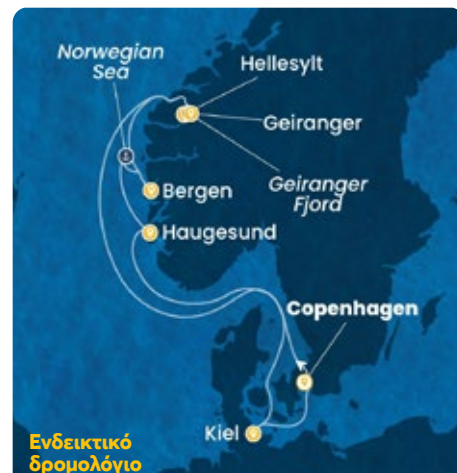 Norwegian
Sea
Hellesylt
Geiranger
Geiranger
Fjord
Bergen
Haugesund
Copenhagen
Kiel
Ενδεικτικό
δρομολόγιο